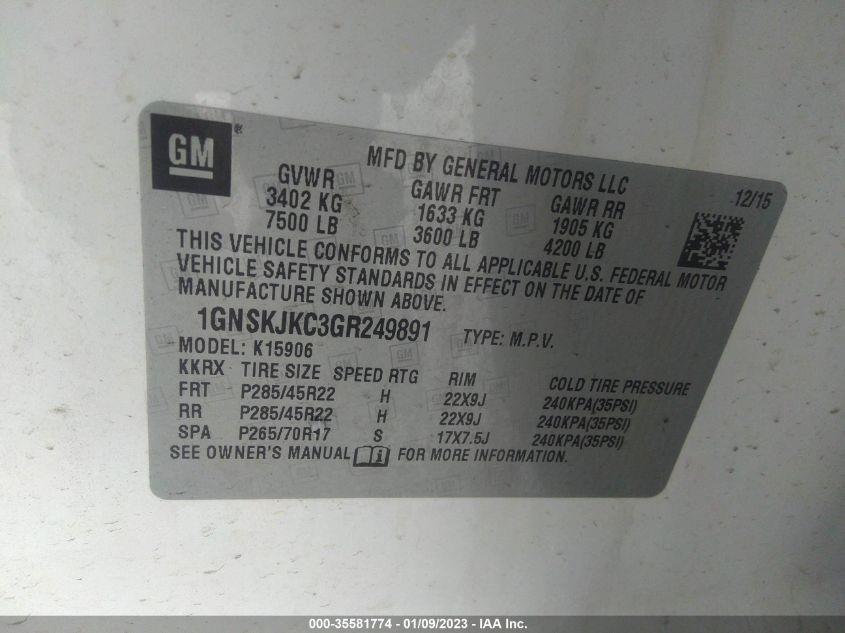 GM®
MFD BY GENERAL MOTORS LLC
12/15
GVWR GAWR FRT GAWR RR
3402 KG 1633 KG 1905 KG
7500 LB 3600 LB 4200 LB
THIS VEHICLE CONFORMS TO ALL APPLICABLE U.S. FEDERAL MOTOR
VEHICLE SAFETY STANDARDS IN EFFECT ON THE DATE OF
MANUFACTURE SHOWN ABOVE.
1GNSKJKC3GR249891 TYPE: M.P.V.
MODEL: K15906
KKRX TIRE SIZE SPEED RTG RIM COLD TIRE PRESSURE
FRT P285/45R22 H 22X9J 240KPA(35PSI)
RR P285/45R22 H 22X9J 240KPA(35PSI)
SPA P265/70R17 S 17X7.5J 240KPA(35PSI)
SEE OWNER'S MANUAL i FOR MORE INFORMATION.
000-35581774 - 01/09/2023 - IAA Inc.